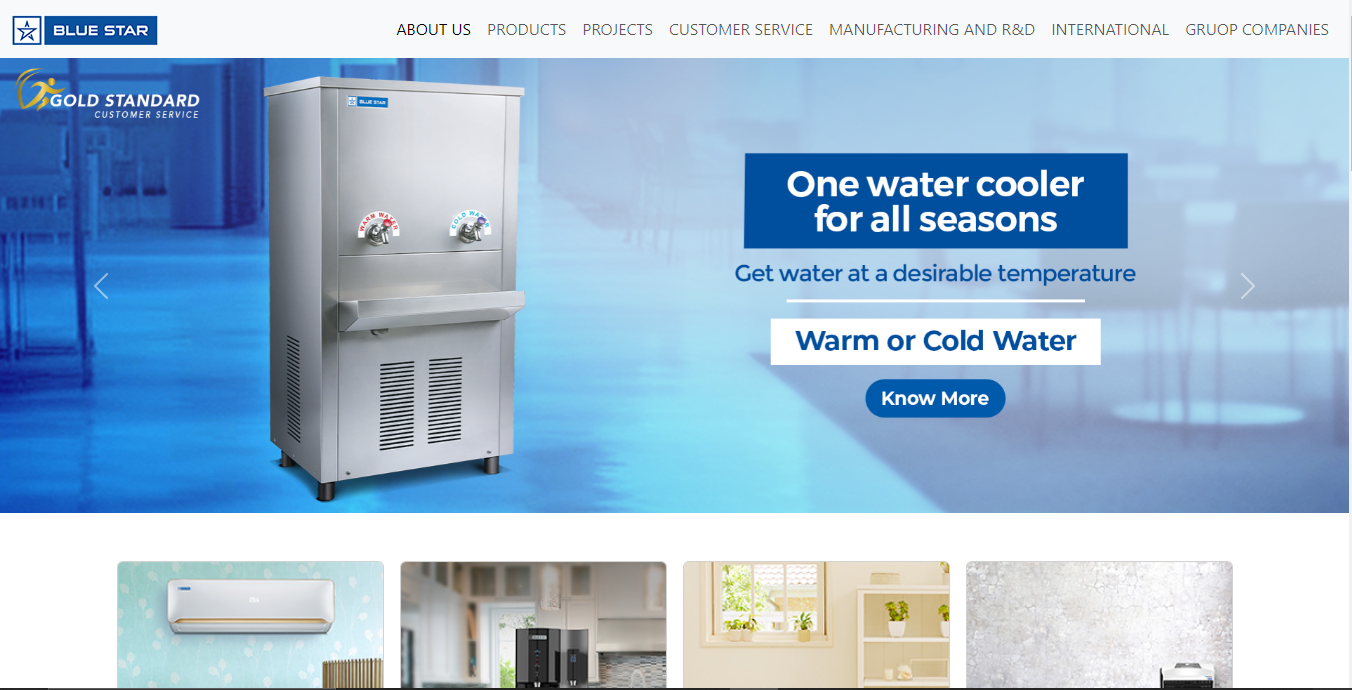 BLUE STAR
ABOUT US PRODUCTS PROJECTS CUSTOMER SERVICE MANUFACTURING AND R&D INTERNATIONAL GRUOP COMPANIES
GOLD STANDARD
CUSTOMER SERVICE
BLUE STAR
WARM WATER
COLD WATER
One water cooler
for all seasons
Get water at a desirable temperature
Warm or Cold Water
Know More